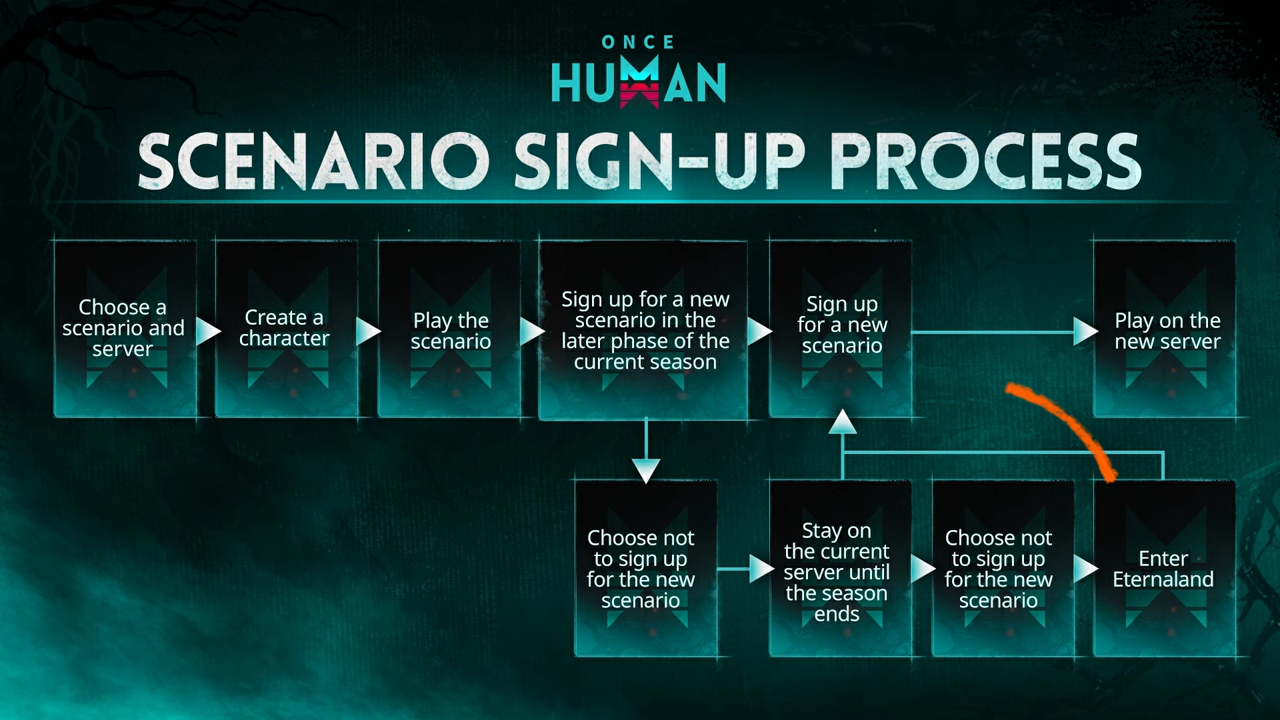 ONCE
HUMAN
SCENARIO SIGN-UP PROCESS
Choose a
scenario and
server
Create a
character
Play the
scenario
Sign up for a new
scenario in the
later phase of the
current season
Sign up
for a new
scenario
Play on the
new server
Choose not
to sign up
for the new
scenario
Stay on
the current
server until
the season
ends
Choose not
to sign up
for the new
scenario
Enter
Eternaland